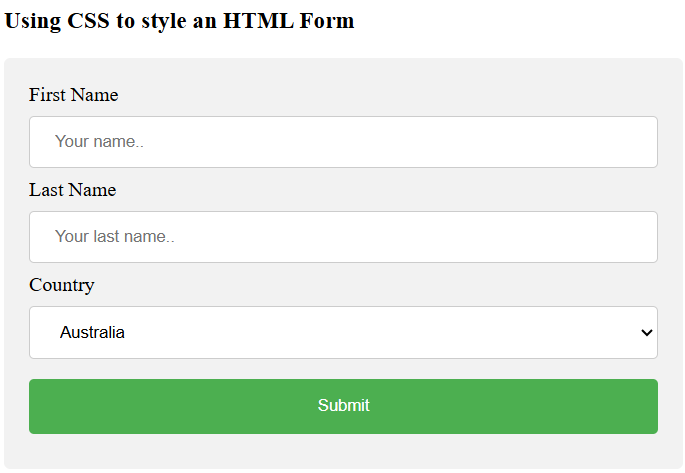 Using CSS to style an HTML Form
First Name
Your name..
Last Name
Your last name..
Country
Australia
Submit